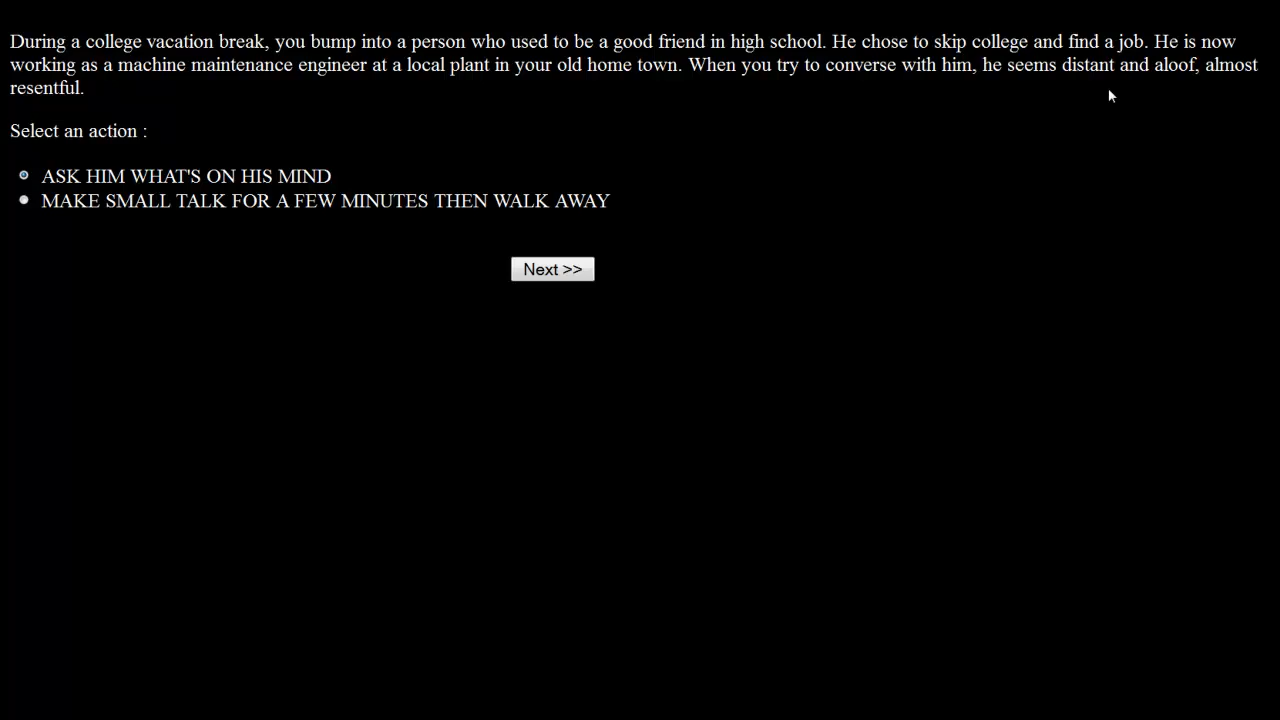 During a college vacation break, you bump into a person who used to be a good friend in high school. He chose to skip college and find a job. He is now
working as a machine maintenance engineer at a local plant in your old home town. When you try to converse with him, he seems distant and aloof, almost
resentful.
Select an action :
ASK HIM WHAT'S ON HIS MIND
MAKE SMALL TALK FOR A FEW MINUTES THEN WALK AWAY
Next >>